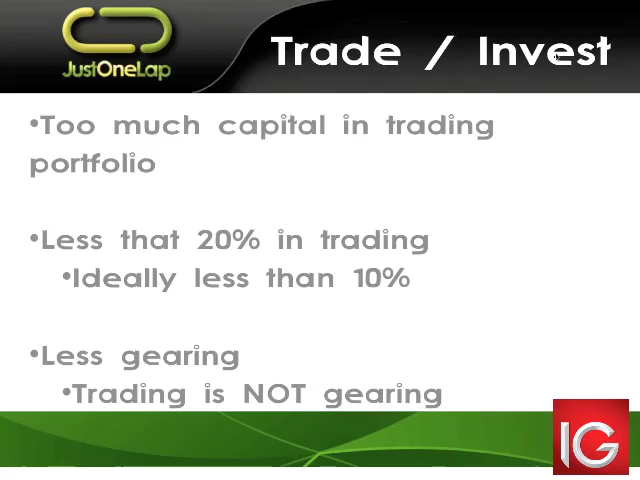 JustOneLap
Trade / Invest
•Too much capital in trading
portfolio
•Less that 20% in trading
•Ideally less than 10%
•Less gearing
•Trading is NOT gearing
IG